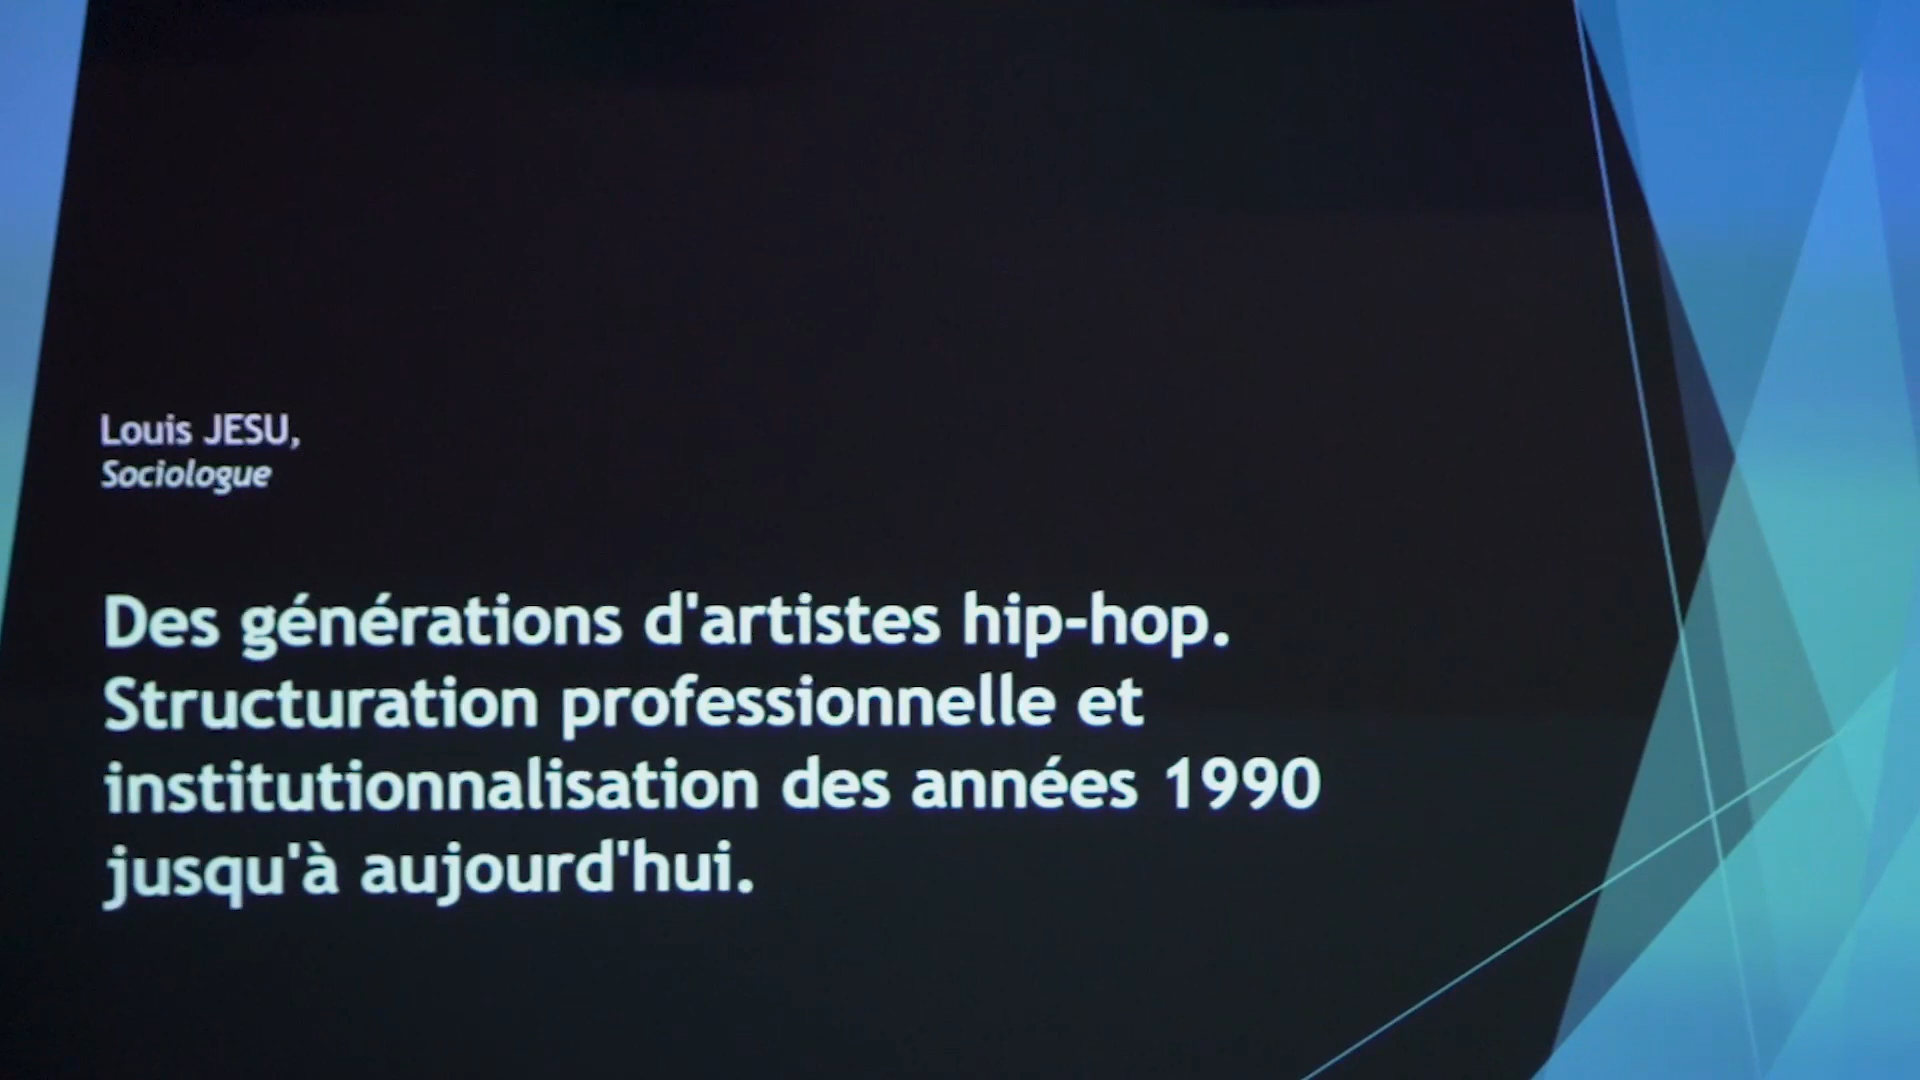 Louis JESU,
Sociologue
Des générations d'artistes hip-hop.
Structuration professionnelle et
institutionnalisation des années 1990
jusqu'à aujourd'hui.